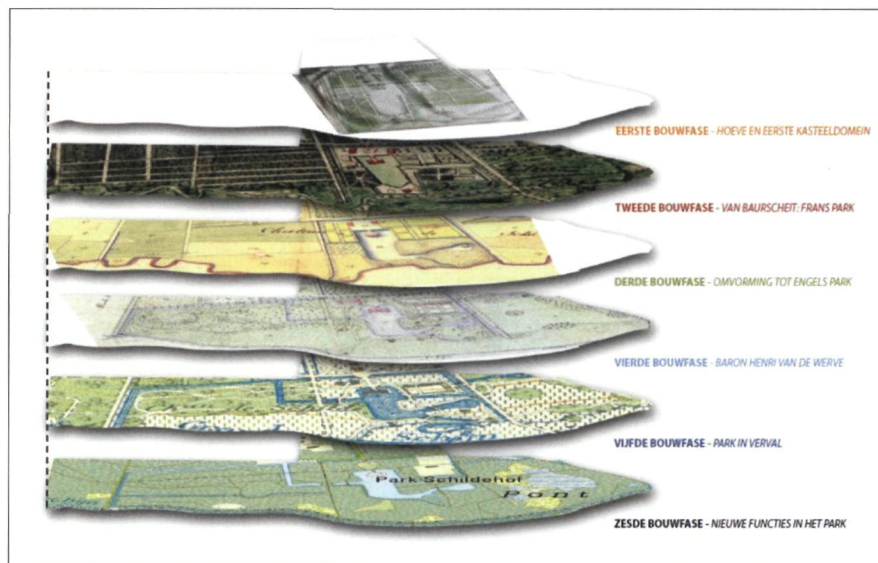 EERSTE BOUWFASE - HOEVE EN EERSTE KASTEELDOMEIN
TWEEDE BOUWFASE - VAN BAURSCHEIT: FRANS PARK
DERDE BOUWFASE - OMVORMING TOT ENGELS PARK
VIERDE BOUWFASE - BARON HENRI VAN DE WERVE
VIJFDE BOUWFASE - PARK IN VERVAL
Park Schildehof
Pont
ZESDE BOUWFASE - NIEUWE FUNCTIES IN HET PARK